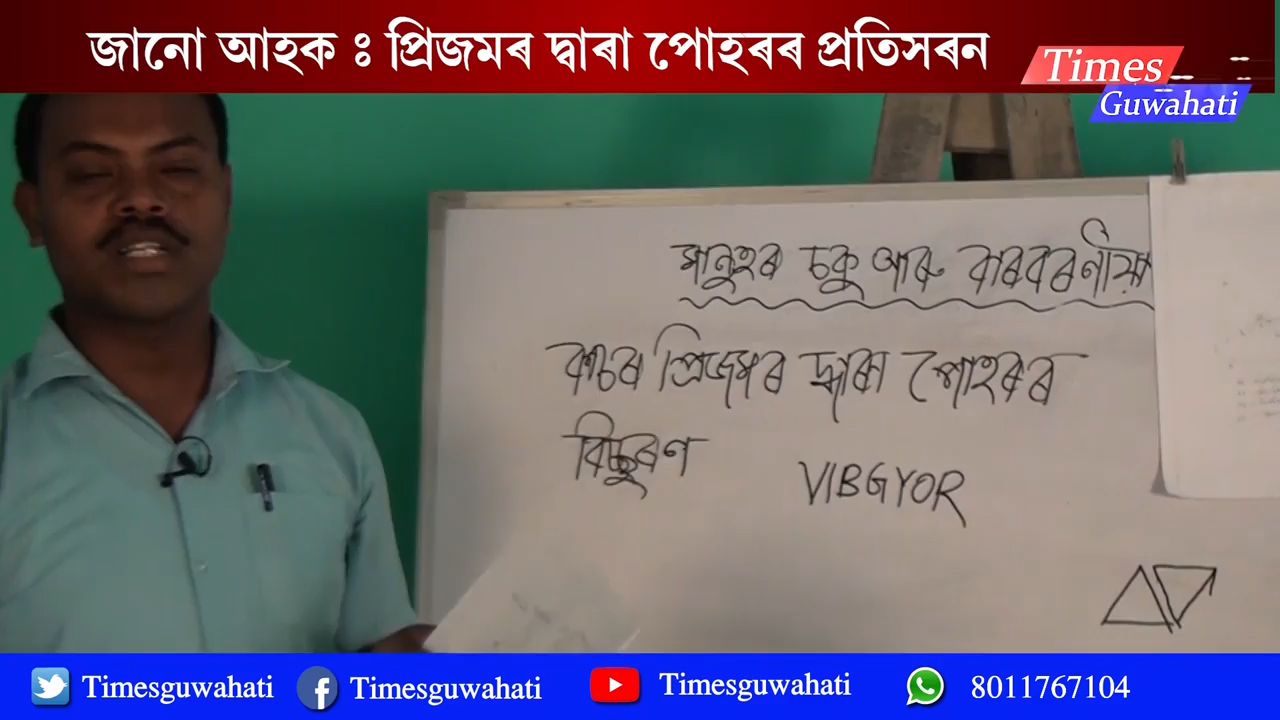 জানো আহক ঃ প্ৰিজমৰ দ্বাৰা পোহৰৰ প্ৰতিসৰন
Times
Guwahati
মানুহৰ চকু আৰু বাৰবৰণীয়া
কাচৰ প্ৰিজমৰ দ্বাৰা পোহৰৰ
বিচ্ছুৰণ
VIBGYOR
Timesguwahati
Timesguwahati
Timesguwahati
8011767104